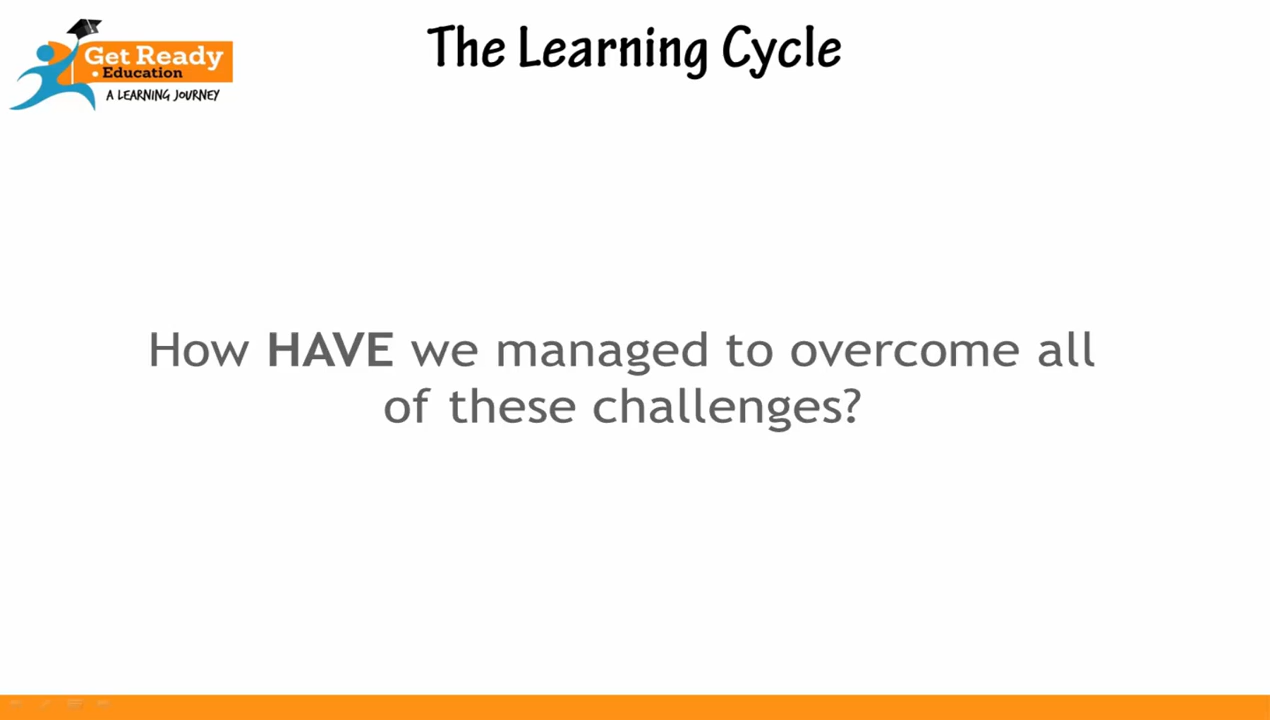 The Learning Cycle
Get Ready
• Education
A LEARNING JOURNEY
How HAVE we managed to overcome all
of these challenges?